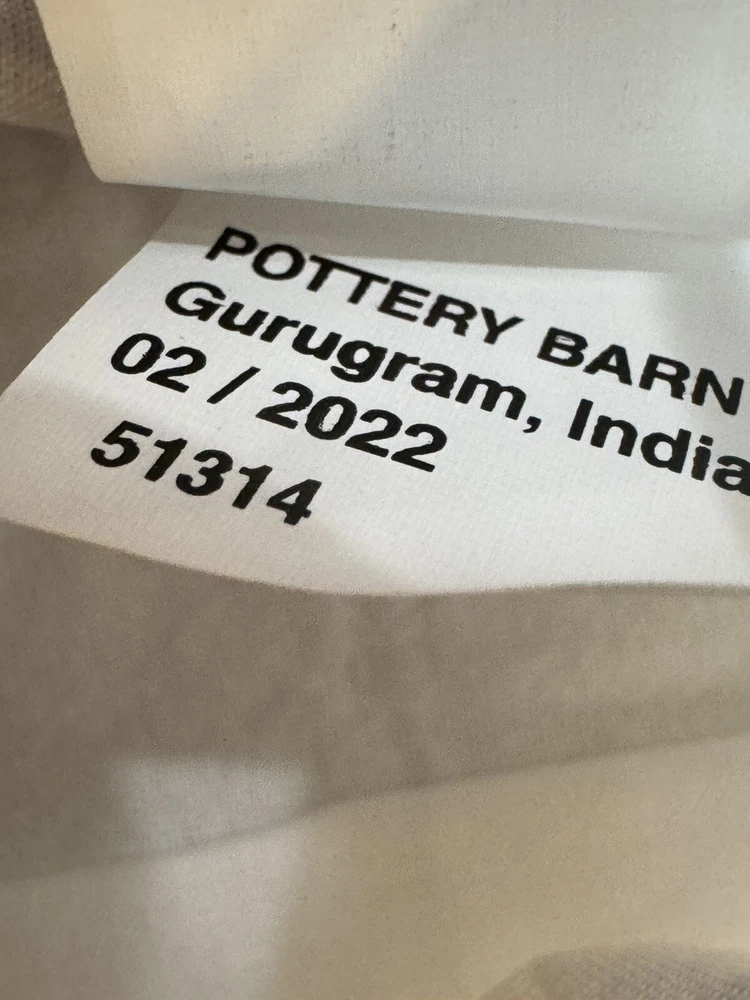 POTTERY BARN
Gurugram, India
02 / 2022
51314